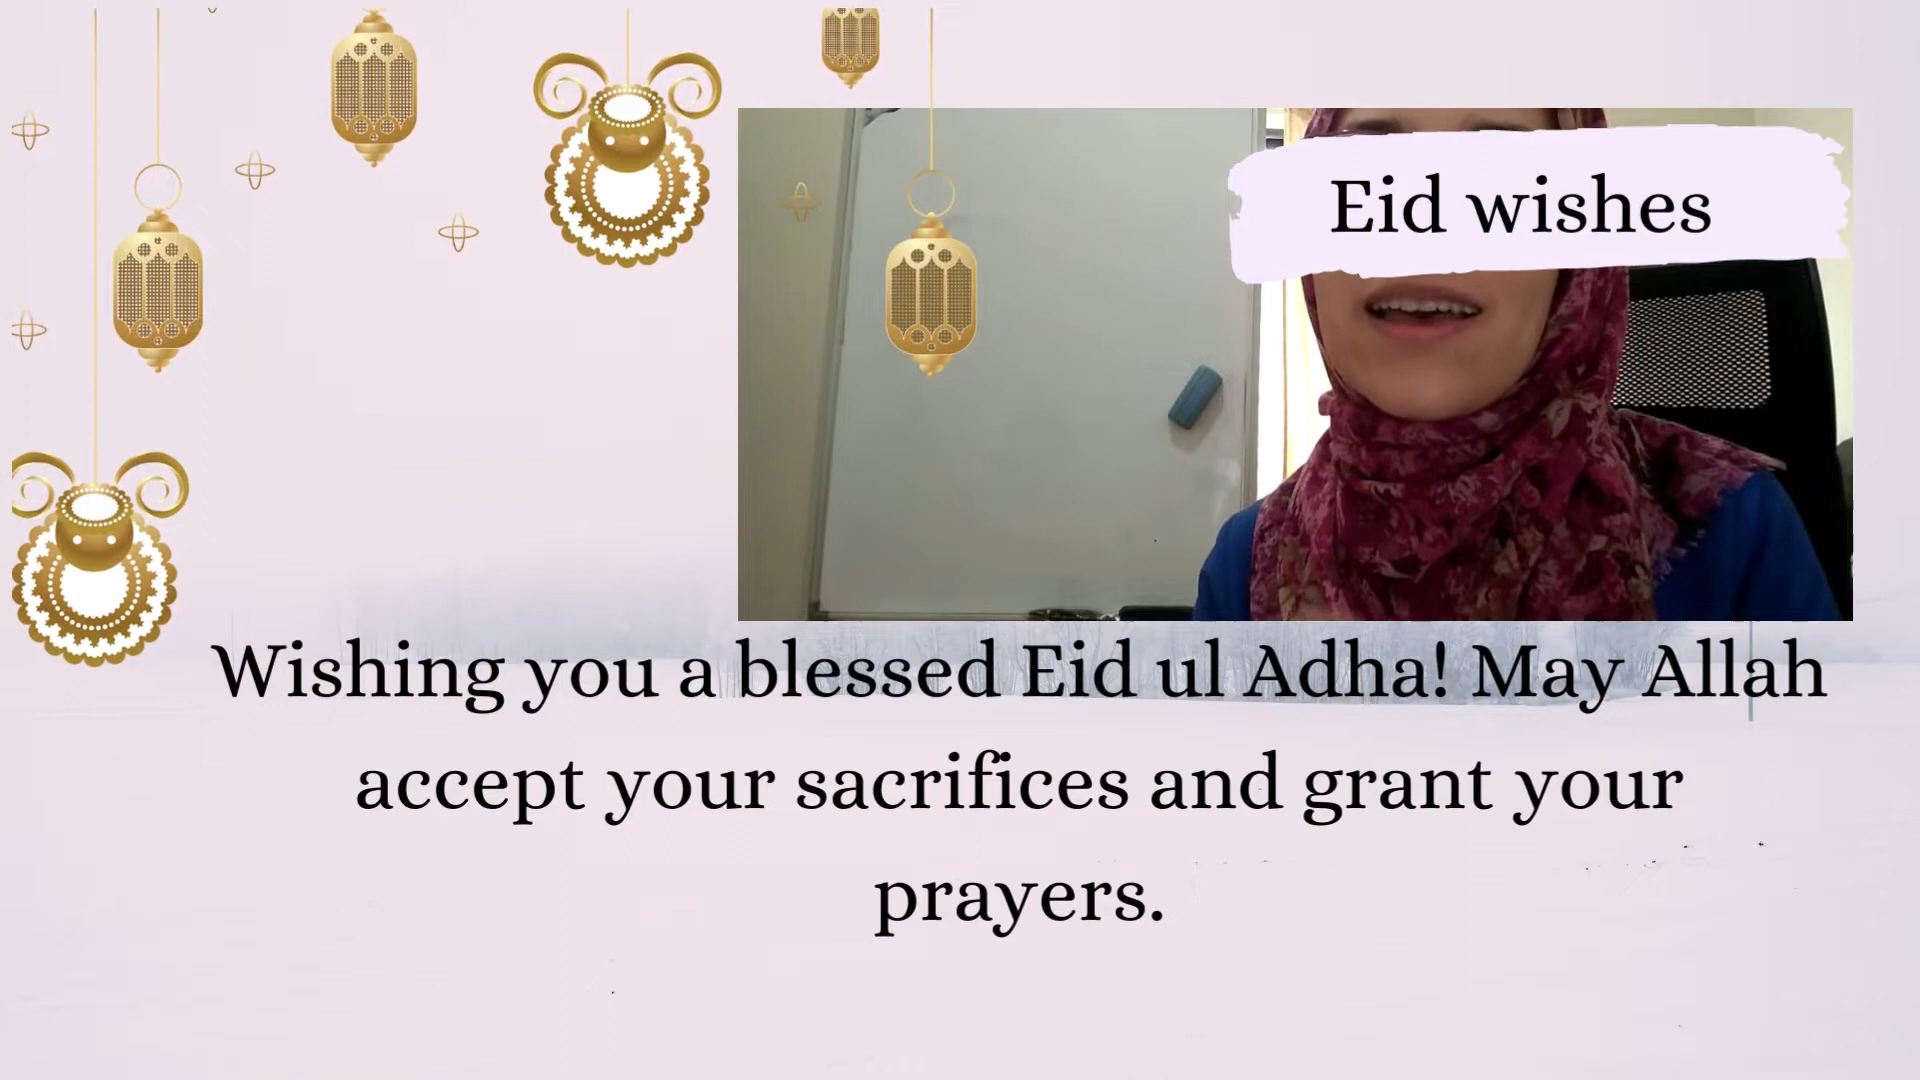 Eid wishes
Wishing you a blessed Eid ul Adha! May Allah
accept your sacrifices and grant your
prayers.